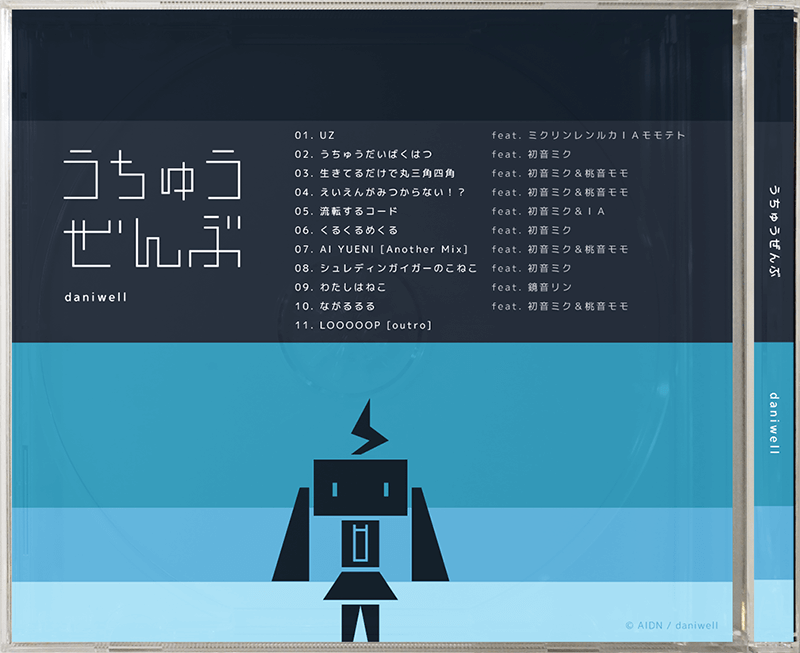 うちゅう
ぜんぶ
daniwell
01. UZ feat. ミクリンレンルカＩＡモモテト
02. うちゅうだいばくはつ feat. 初音ミク
03. 生きてるだけで丸三角四角 feat. 初音ミク＆桃音モモ
04. えいえんがみつからない！？ feat. 初音ミク＆桃音モモ
05. 流転するコード feat. 初音ミク＆ＩＡ
06. くるくるめくる feat. 初音ミク
07. AI YUENI [Another Mix] feat. 初音ミク＆桃音モモ
08. シュレディンガイガーのこねこ feat. 初音ミク
09. わたしはねこ feat. 鏡音リン
10. ながるるる feat. 初音ミク＆桃音モモ
11. LOOOOOP [outro]
© AIDN / daniwell
うちゅうぜんぶ
daniwell